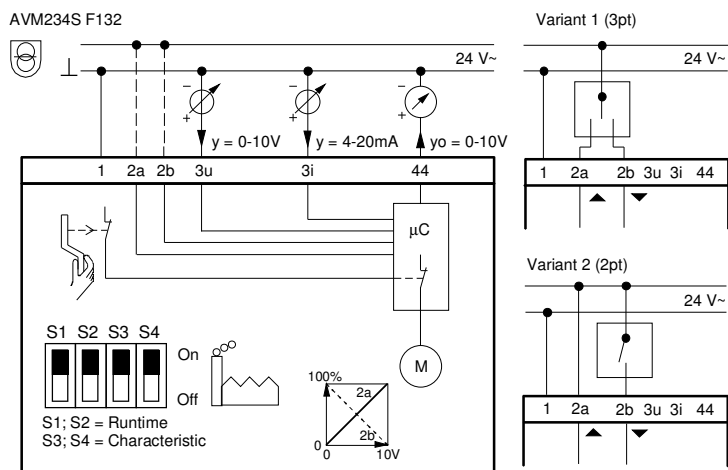 AVM234S F132
24 V~
y = 0-10V
y = 4-20mA
yo = 0-10V
1 2a 2b 3u 3i 44
µC
M
S1 S2 S3 S4
On
Off
S1; S2 = Runtime
S3; S4 = Characteristic
100%
2a
2b
0
0 10V
Variant 1 (3pt)
24 V~
1 2a 2b 3u 3i 44
Variant 2 (2pt)
24 V~
1 2a 2b 3u 3i 44